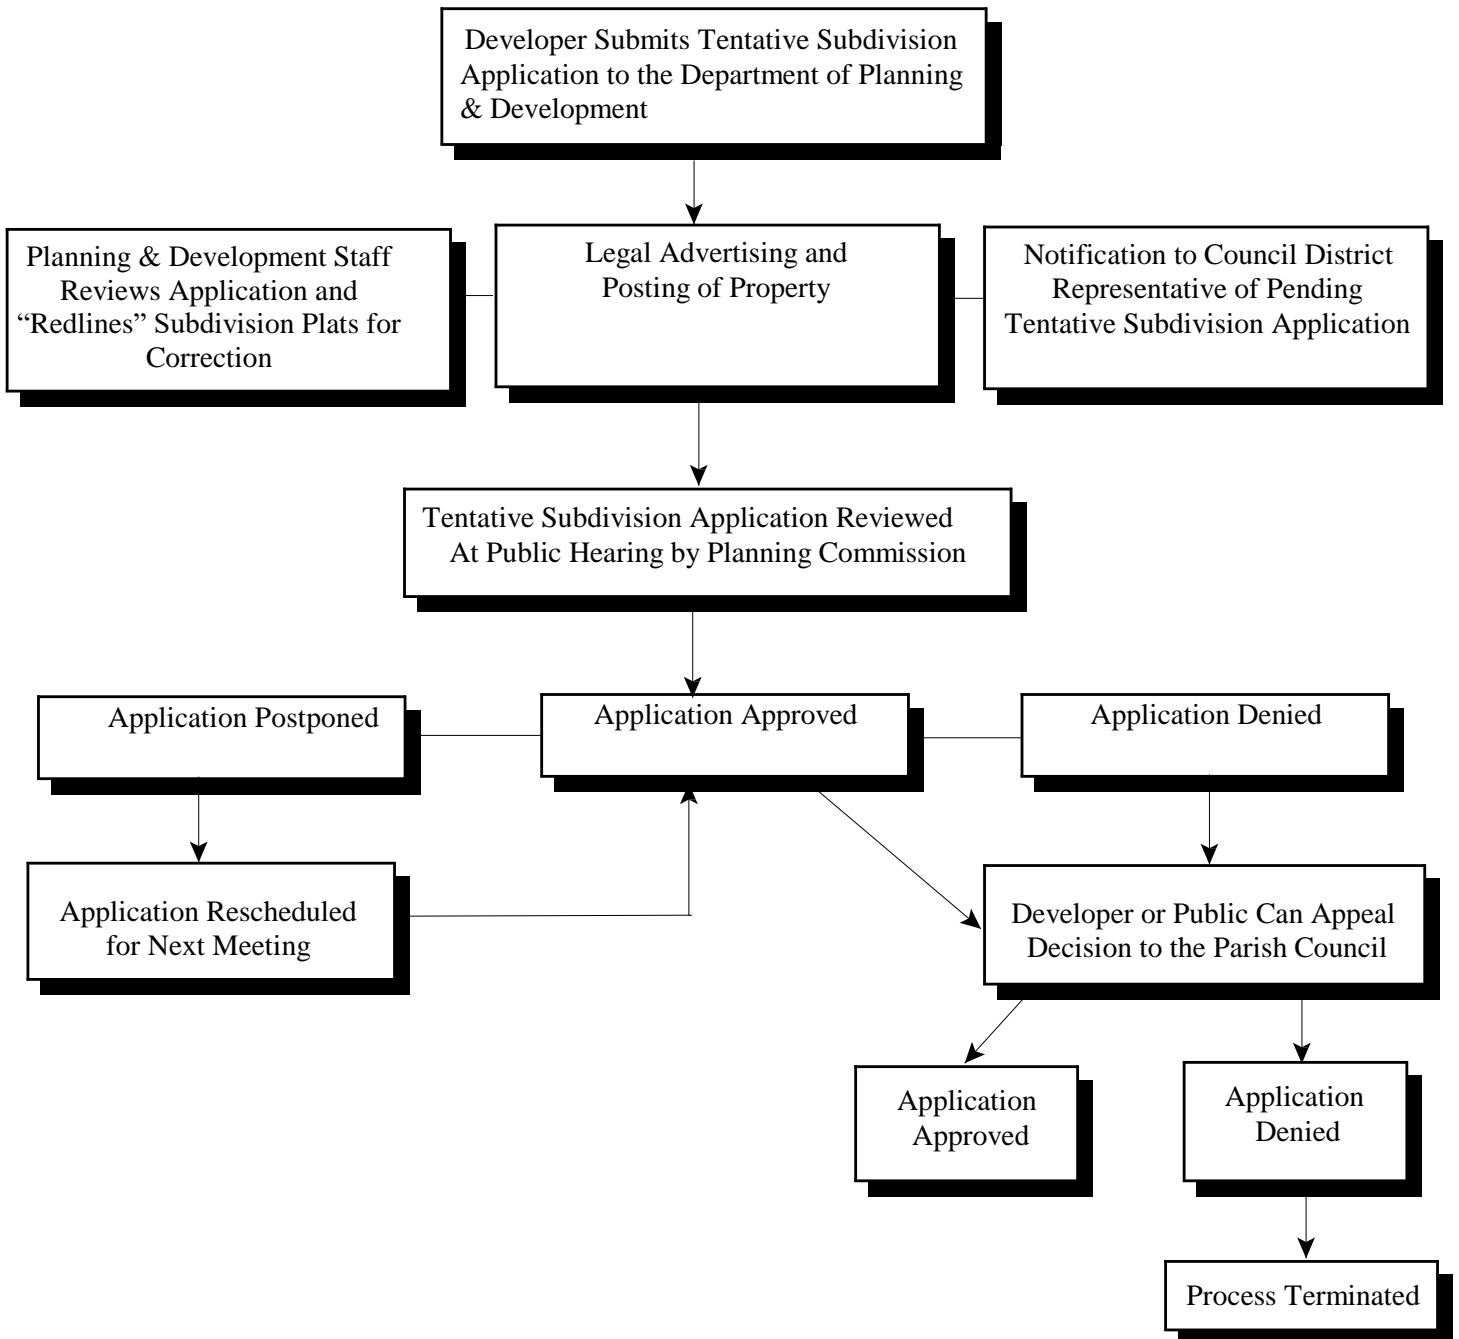 Developer Submits Tentative Subdivision
Application to the Department of Planning
& Development
Planning & Development Staff
Reviews Application and
“Redlines” Subdivision Plats for
Correction
Legal Advertising and
Posting of Property
Notification to Council District
Representative of Pending
Tentative Subdivision Application
Tentative Subdivision Application Reviewed
At Public Hearing by Planning Commission
Application Postponed
Application Approved
Application Denied
Application Rescheduled
for Next Meeting
Developer or Public Can Appeal
Decision to the Parish Council
Application
Approved
Application
Denied
Process Terminated